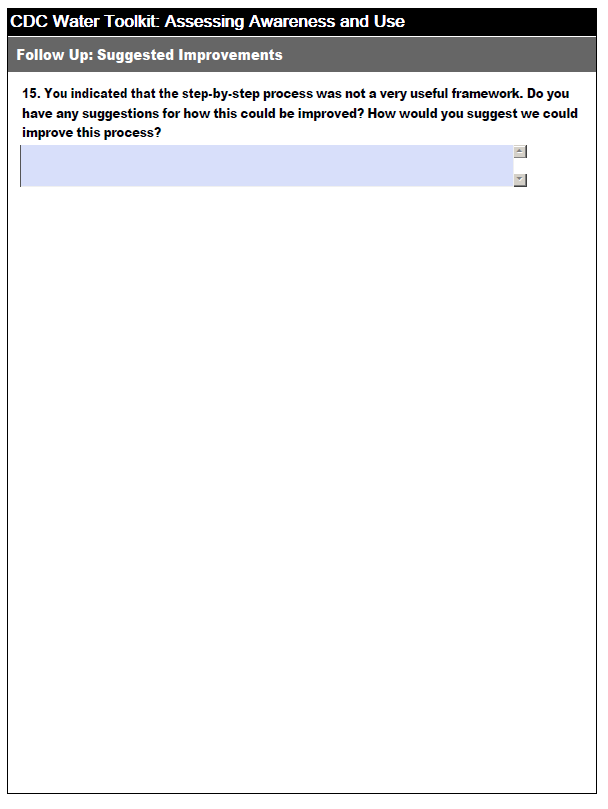 CDC Water Toolkit: Assessing Awareness and Use
Follow Up: Suggested Improvements
15. You indicated that the step-by-step process was not a very useful framework. Do you
have any suggestions for how this could be improved? How would you suggest we could
improve this process?